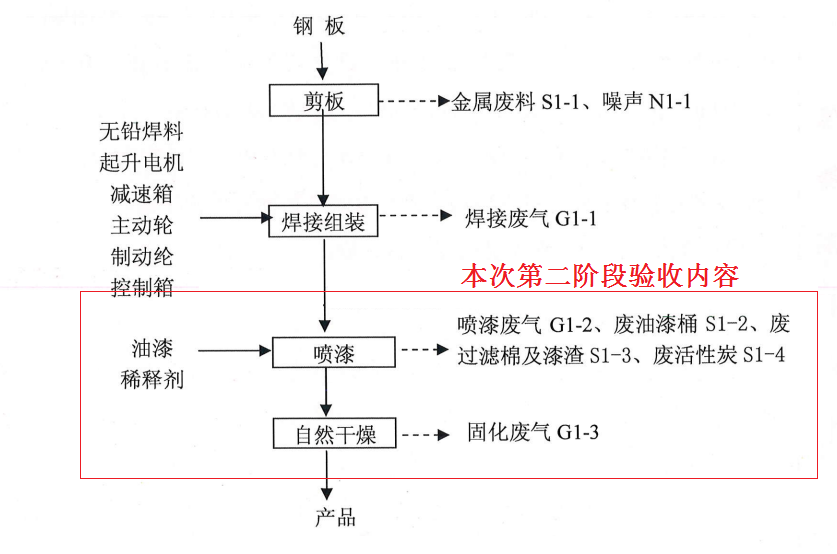 钢 板
剪板
金属废料 S1-1、噪声 N1-1
无铅焊料
起升电机
减速箱
主动轮
制动纶
控制箱
焊接组装
焊接废气 G1-1
本次第二阶段验收内容
油漆
稀释剂
喷漆
喷漆废气 G1-2、废油漆桶 S1-2、废
过滤棉及漆渣 S1-3、废活性炭 S1-4
自然干燥
固化废气 G1-3
产品